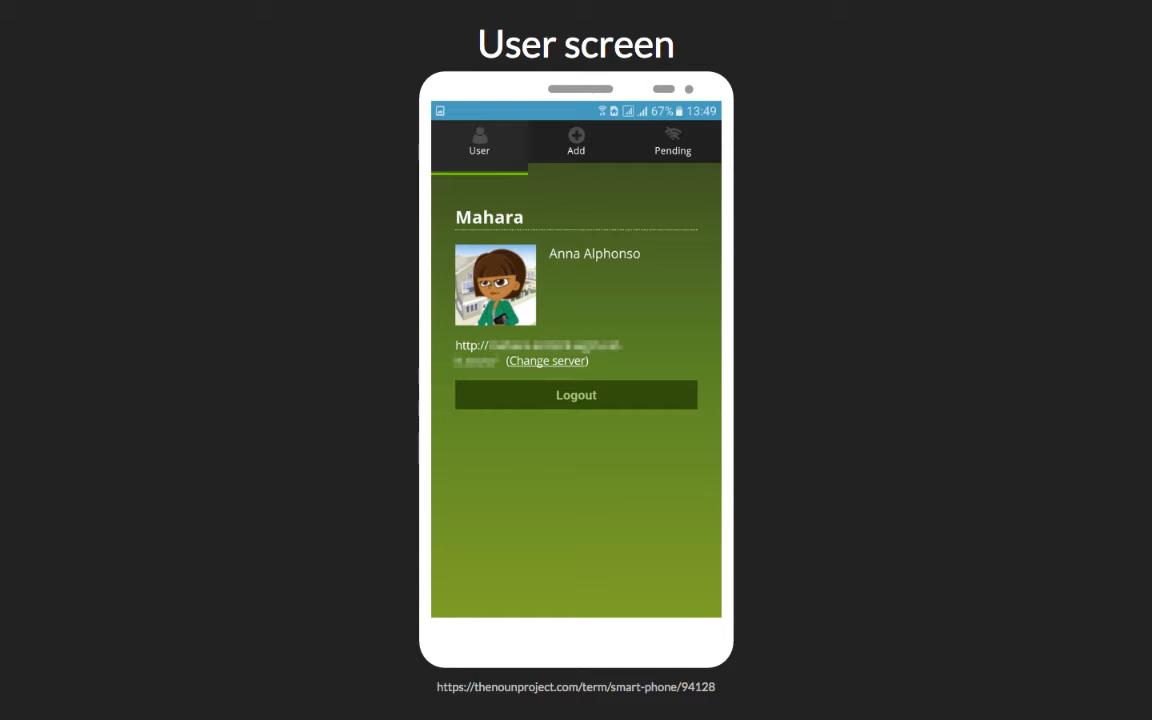 User screen
67% 13:49
User Add Pending
Mahara
Anna Alphonso
http://
(Change server)
Logout
https://thenounproject.com/term/smart-phone/94128